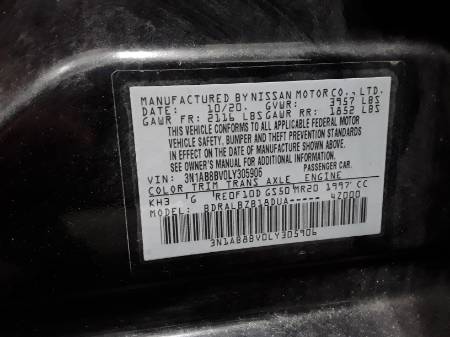 MANUFACTURED BY NISSAN MOTOR CO., LTD.
DATE: 10/20. GVWR: 3957 LBS
GAWR FR: 2116 LBS GAWR RR: 1852 LBS
THIS VEHICLE CONFORMS TO ALL APPLICABLE FEDERAL MOTOR
VEHICLE SAFETY, BUMPER AND THEFT PREVENTION STANDARDS
IN EFFECT ON THE DATE OF MANUFACTURE SHOWN ABOVE.
SEE OWNER'S MANUAL FOR ADDITIONAL DUAL
VIN: 3N1AB8BV0LY305906 PASSENGER CAR.
COLOR TRIM TRANS AXLE ENGINE
KH3 'G RE0F10D GS50 MR20 1997 CC
MODEL: BDRALBZB18DUA----- 4Z000
3N1AB8BV0LY305906